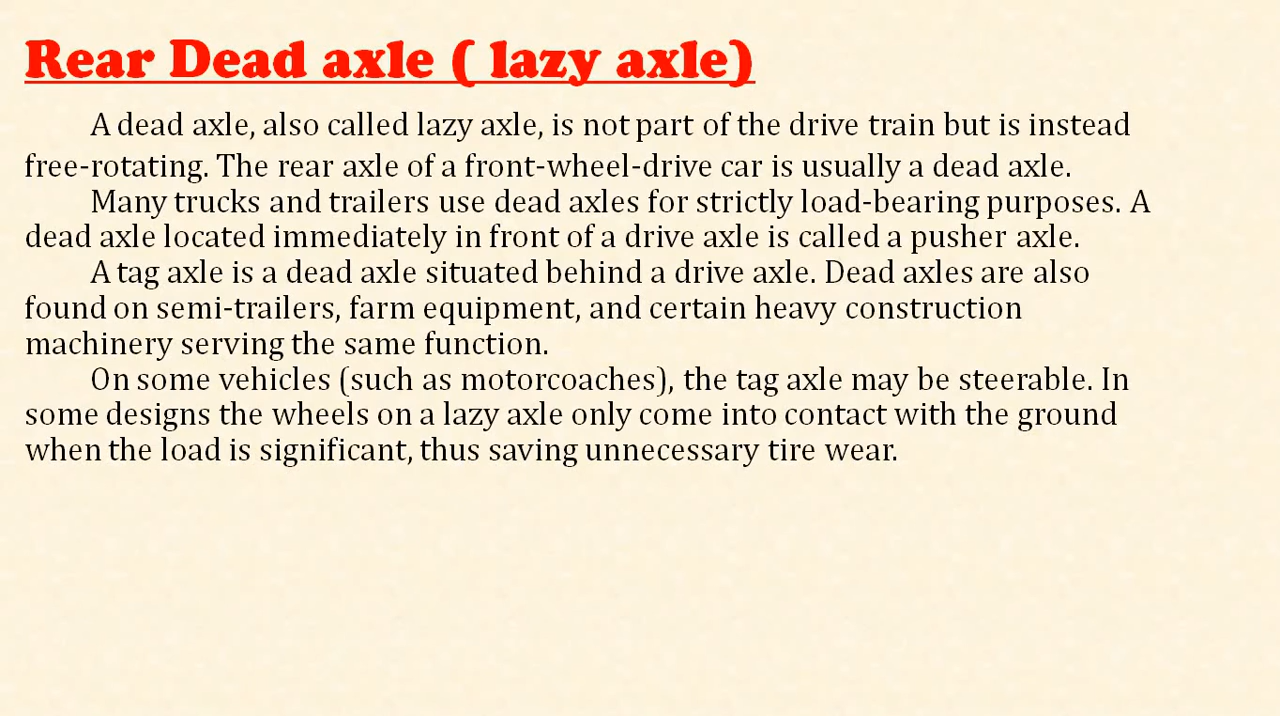 Rear Dead axle ( lazy axle)
A dead axle, also called lazy axle, is not part of the drive train but is instead
free-rotating. The rear axle of a front-wheel-drive car is usually a dead axle.
Many trucks and trailers use dead axles for strictly load-bearing purposes. A
dead axle located immediately in front of a drive axle is called a pusher axle.
A tag axle is a dead axle situated behind a drive axle. Dead axles are also
found on semi-trailers, farm equipment, and certain heavy construction
machinery serving the same function.
On some vehicles (such as motorcoaches), the tag axle may be steerable. In
some designs the wheels on a lazy axle only come into contact with the ground
when the load is significant, thus saving unnecessary tire wear.